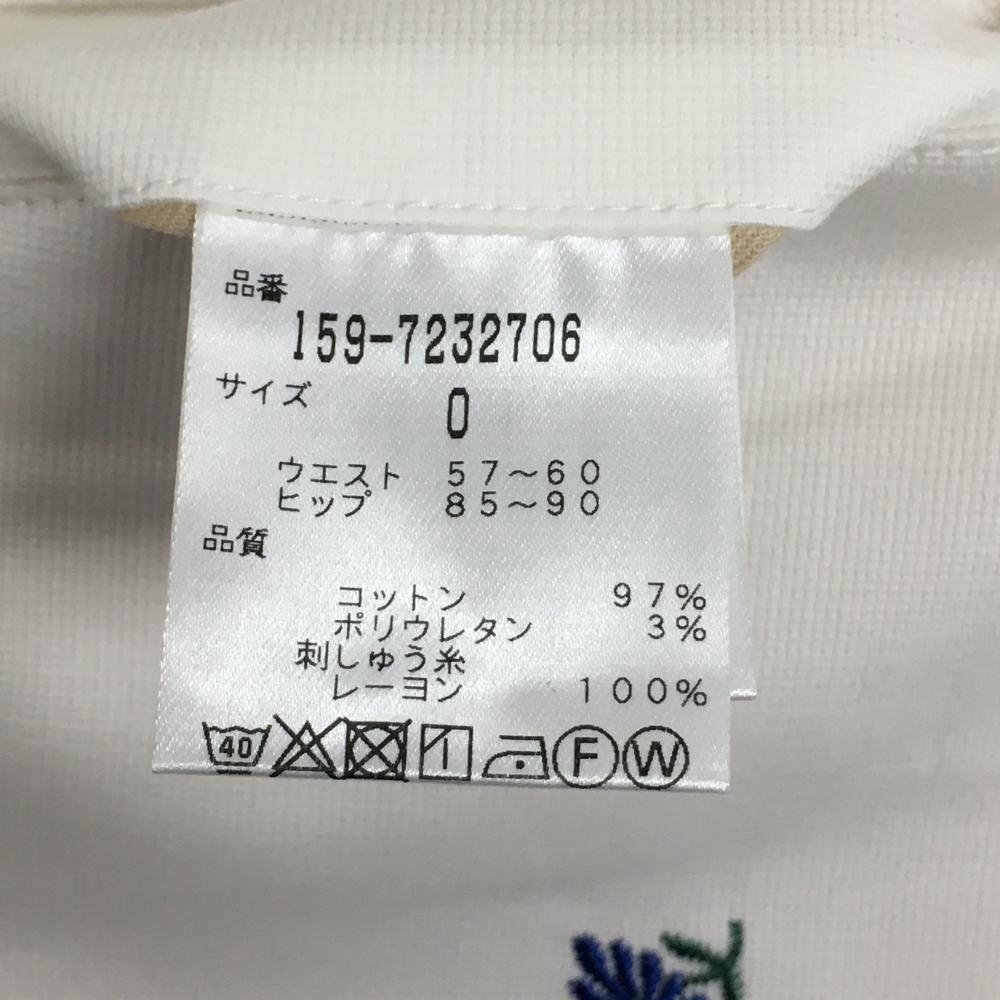 品番
159-7232706
サイズ
0
ウエスト 57～60
ヒップ 85～90
品質
コットン 97%
ポリウレタン 3%
刺しゅう糸
レーヨン 100%
40 F W